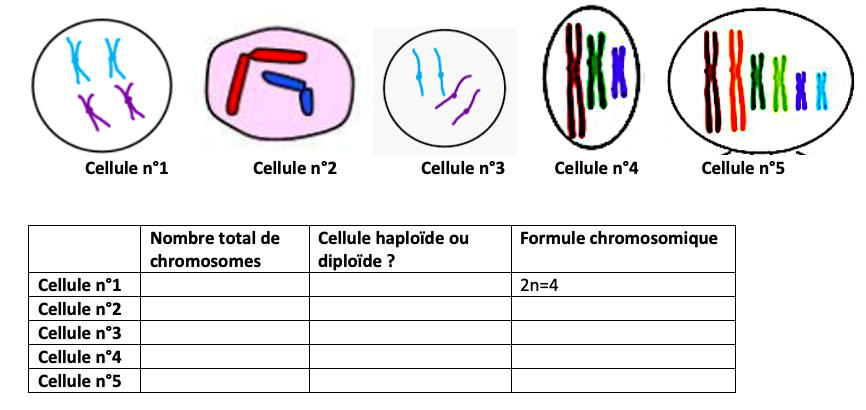 Cellule n°1 Cellule n°2 Cellule n°3 Cellule n°4 Cellule n°5
Nombre total de chromosomes Cellule haploïde ou diploïde ? Formule chromosomique
Cellule n°1 2n=4
Cellule n°2
Cellule n°3
Cellule n°4
Cellule n°5